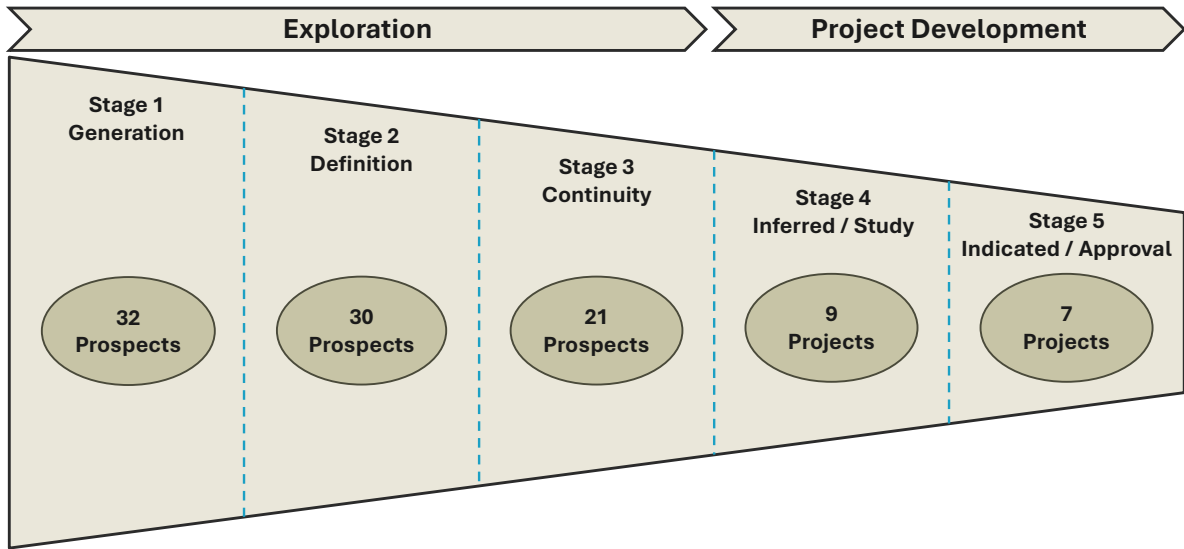 Exploration
Project Development
Stage 1
Generation
Stage 2
Definition
Stage 3
Continuity
Stage 4
Inferred / Study
Stage 5
Indicated / Approval
32
Prospects
30
Prospects
21
Prospects
9
Projects
7
Projects